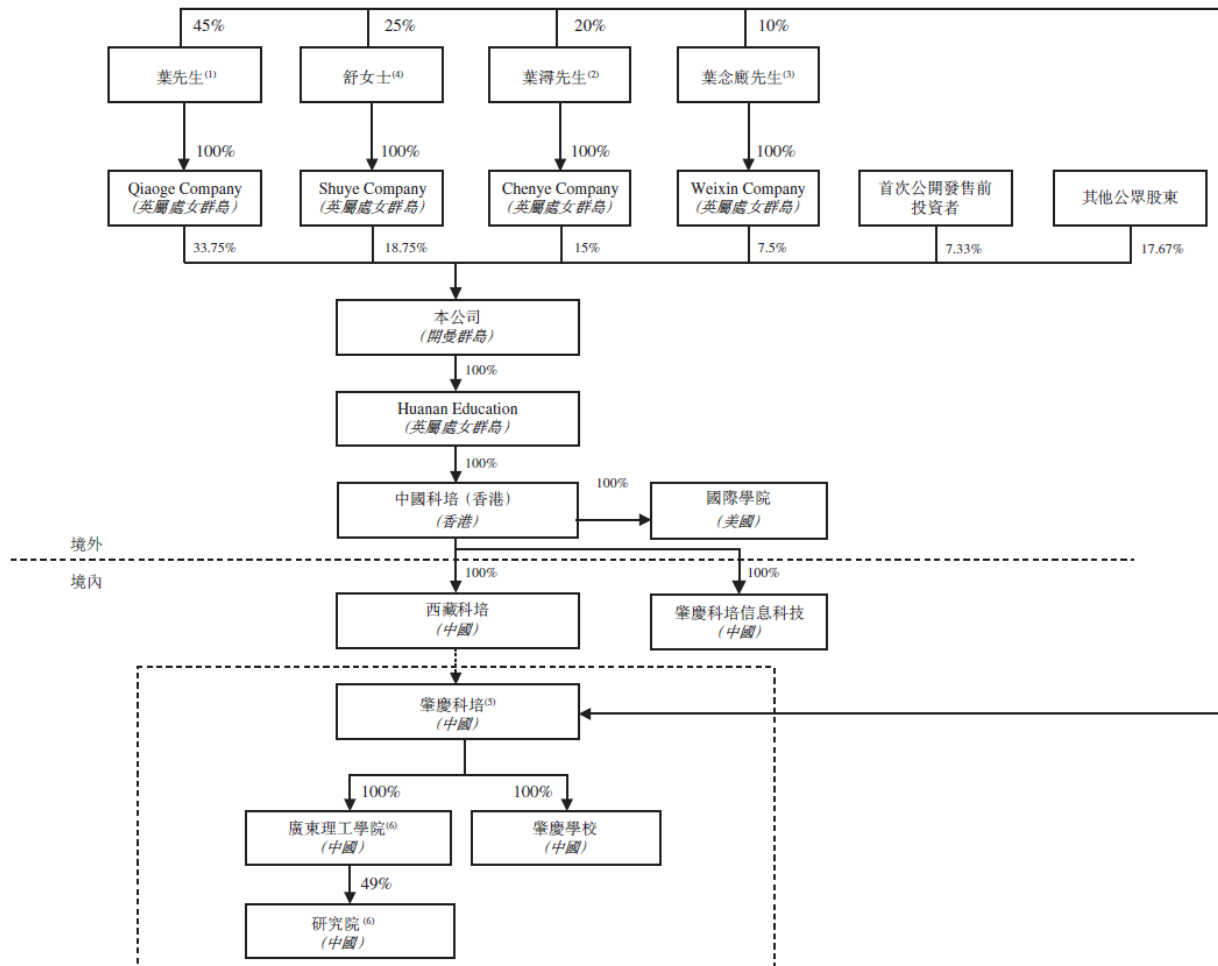 45%
25%
20%
10%
葉先生(1)
舒女士(4)
葉潯先生(2)
葉念廞先生(3)
100%
100%
100%
100%
Qiaoge Company
(英屬處女群島)
Shuye Company
(英屬處女群島)
Chenye Company
(英屬處女群島)
Weixin Company
(英屬處女群島)
首次公開發售前
投資者
其他公眾股東
33.75%
18.75%
15%
7.5%
7.33%
17.67%
本公司
(開曼群島)
100%
Huanan Education
(英屬處女群島)
100%
中國科培(香港)
(香港)
100%
國際學院
(美國)
境外
境內
100%
100%
西藏科培
(中國)
肇慶科培信息科技
(中國)
肇慶科培(5)
(中國)
100%
100%
廣東理工學院(6)
(中國)
肇慶學校
(中國)
49%
研究院(6)
(中國)